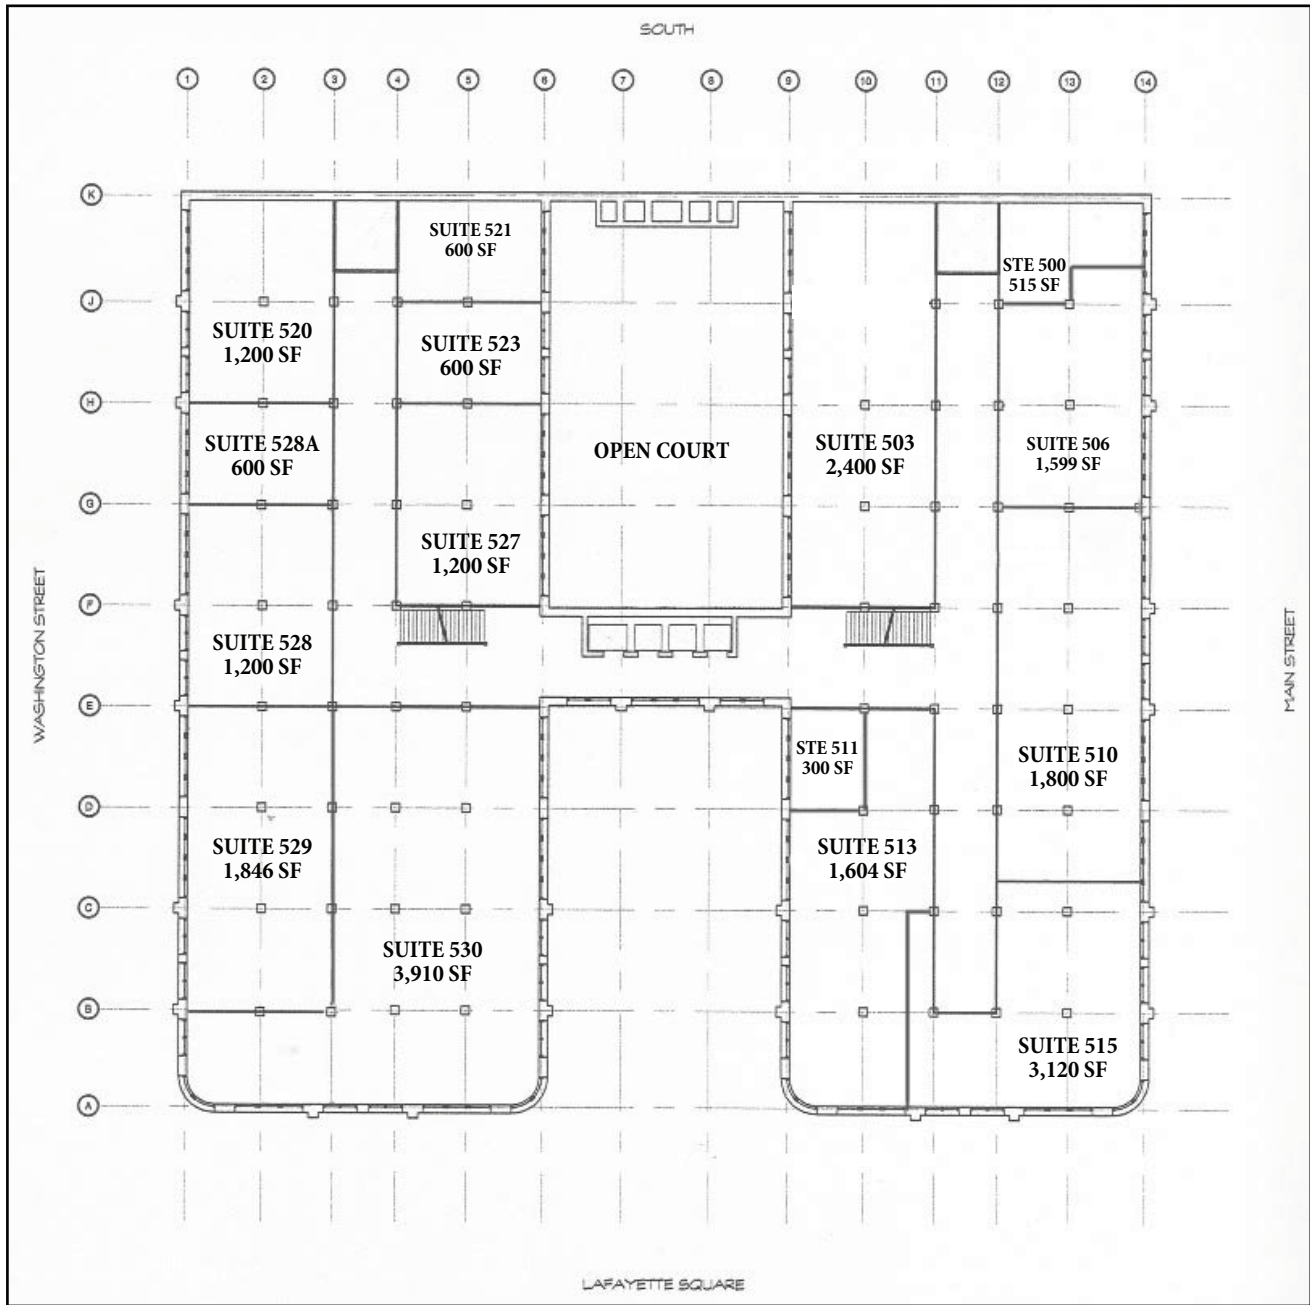 SOUTH
1 2 3 4 5 6 7 8 9 10 11 12 13 14
K
SUITE 521
600 SF
STE 500
515 SF
J
SUITE 520
1,200 SF
SUITE 523
600 SF
H
SUITE 528A
600 SF
OPEN COURT
SUITE 503
2,400 SF
SUITE 506
1,599 SF
G
SUITE 527
1,200 SF
WASHINGTON STREET
F
MAIN STREET
SUITE 528
1,200 SF
E
STE 511
300 SF
SUITE 510
1,800 SF
D
SUITE 529
1,846 SF
SUITE 513
1,604 SF
C
SUITE 530
3,910 SF
B
SUITE 515
3,120 SF
A
LAFAYETTE SQUARE